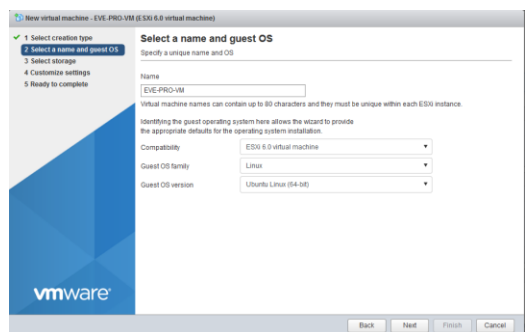 New virtual machine - EVE-PRO-VM (ESXi 6.0 virtual machine)
1 Select creation type
2 Select a name and guest OS
3 Select storage
4 Customize settings
5 Ready to complete
Select a name and guest OS
Specify a unique name and OS
Name
EVE-PRO-VM
Virtual machine names can contain up to 80 characters and they must be unique within each ESXi instance.
Identifying the guest operating system here allows the wizard to provide
the appropriate defaults for the operating system installation.
Compatibility
ESXi 6.0 virtual machine
Guest OS family
Linux
Guest OS version
Ubuntu Linux (64-bit)
vmware
Back
Next
Finish
Cancel